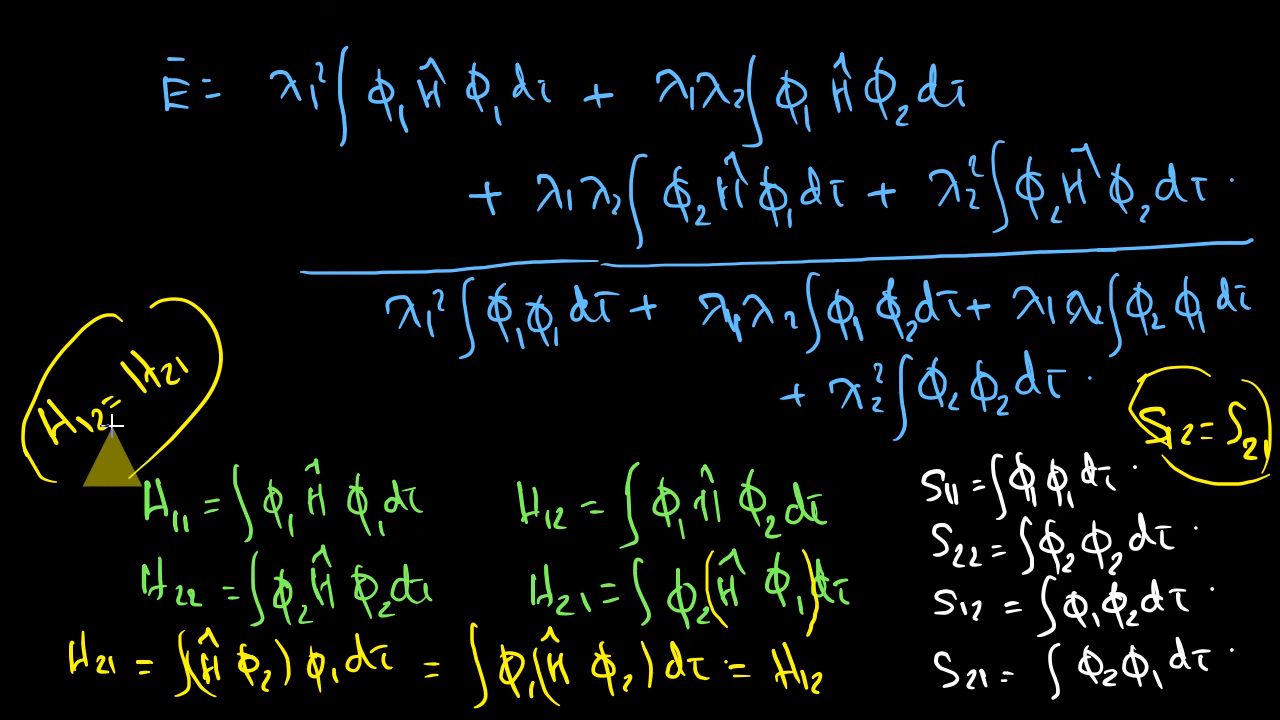 Ē = λ₁² ∫ ϕ₁ Ĥ ϕ₁ dτ + λ₁λ₂ ∫ ϕ₁ Ĥ ϕ₂ dτ
+ λ₁λ₂ ∫ ϕ₂ Ĥ ϕ₁ dτ + λ₂² ∫ ϕ₂ Ĥ ϕ₂ dτ.
λ₁² ∫ ϕ₁ϕ₁ dτ + λ₁λ₂ ∫ ϕ₁ ϕ₂ dτ + λ₁λ₂ ∫ ϕ₂ ϕ₁ dτ
+ λ₂² ∫ ϕ₂ ϕ₂ dτ.
H₁₂ = H₂₁
S₁₂ = S₂₁
H₁₁ = ∫ ϕ₁ Ĥ ϕ₁ dτ
H₁₂ = ∫ ϕ₁ Ĥ ϕ₂ dτ
S₁₁ = ∫ ϕ₁ ϕ₁ dτ.
H₂₂ = ∫ ϕ₂ Ĥ ϕ₂ dτ
H₂₁ = ∫ ϕ₂ (Ĥ ϕ₁) dτ
S₂₂ = ∫ ϕ₂ ϕ₂ dτ.
S₁₂ = ∫ ϕ₁ ϕ₂ dτ.
H₂₁ = ∫ (Ĥ ϕ₂) ϕ₁ dτ = ∫ ϕ₁ (Ĥ ϕ₂) dτ = H₁₂
S₂₁ = ∫ ϕ₂ ϕ₁ dτ.